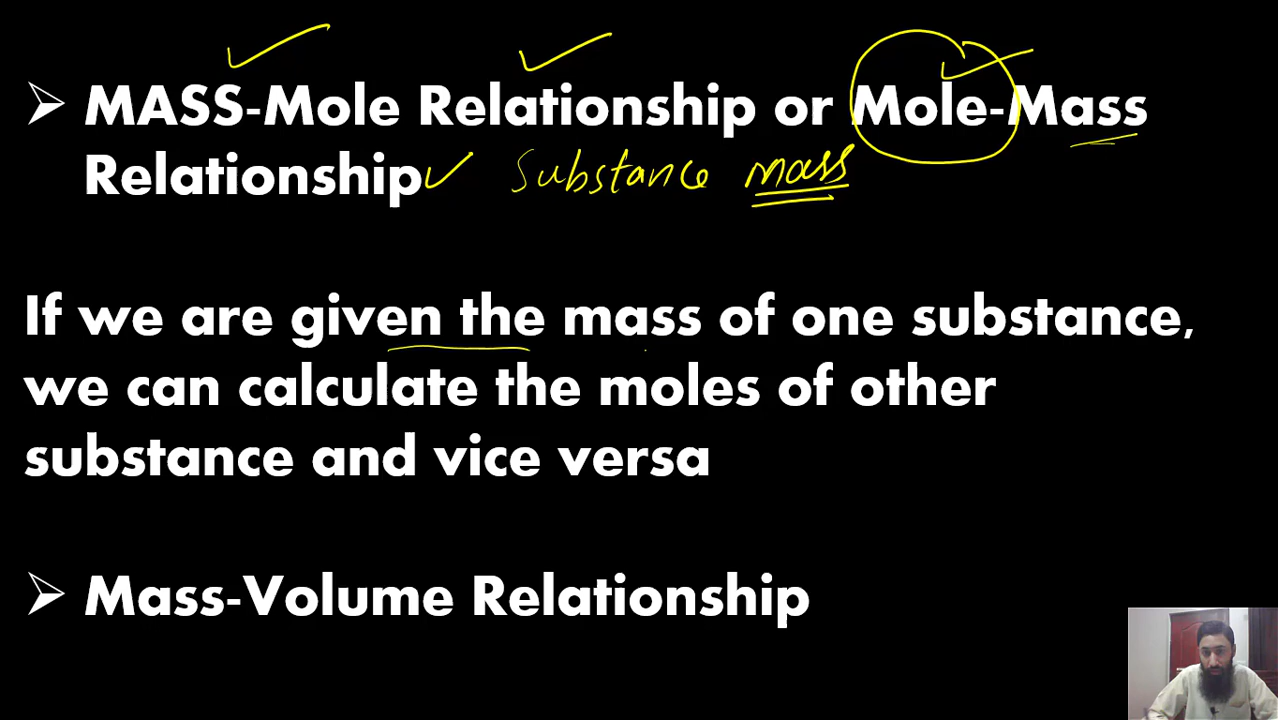 ➢ MASS-Mole Relationship or Mole-Mass
Relationship Substance mass
If we are given the mass of one substance,
we can calculate the moles of other
substance and vice versa
➢ Mass-Volume Relationship